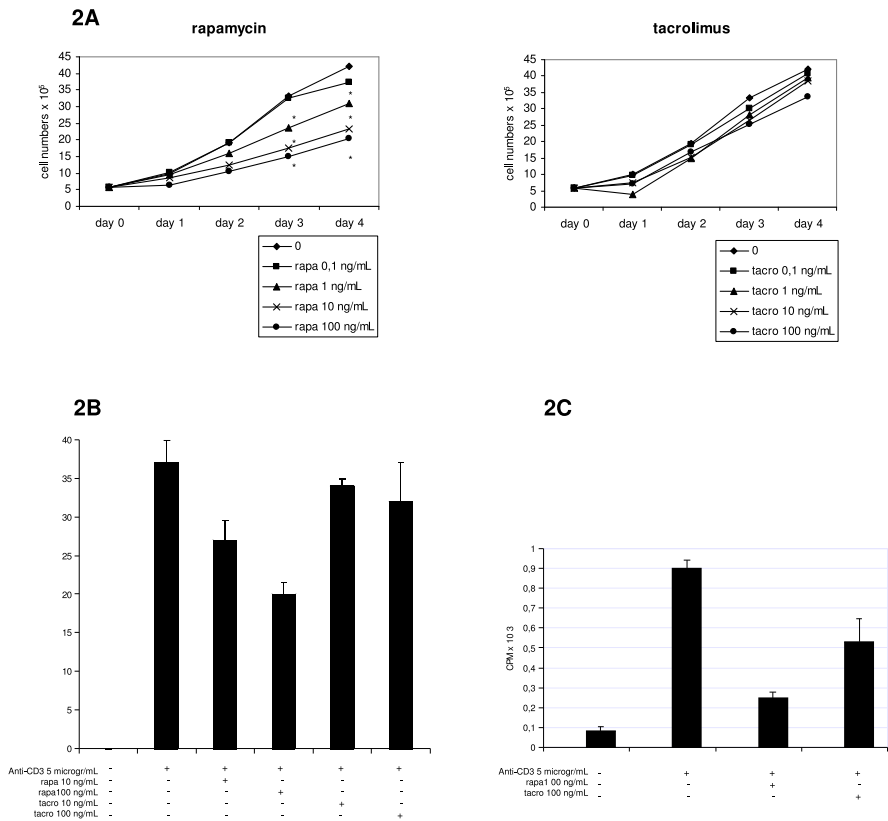 2A
rapamycin
45
40
35
30
25
20
15
10
5
0
cell numbers x 10⁵
* *
* *
* *
* *
day 0 day 1 day 2 day 3 day 4
0
rapa 0,1 ng/mL
rapa 1 ng/mL
rapa 10 ng/mL
rapa 100 ng/mL
tacrolimus
45
40
35
30
25
20
15
10
5
0
cell numbers x 10⁵
day 0 day 1 day 2 day 3 day 4
0
tacro 0,1 ng/mL
tacro 1 ng/mL
tacro 10 ng/mL
tacro 100 ng/mL
2B
40
35
30
25
20
15
10
5
0
Anti-CD3 5 microgr/mL - + + + + +
rapa 10 ng/mL - - + - - -
rapa100 ng/mL - - - + - -
tacro 10 ng/mL - - - - + -
tacro 100 ng/mL - - - - - +
2C
1
0,9
0,8
0,7
0,6
0,5
0,4
0,3
0,2
0,1
0
CPM x 10 3
Anti-CD3 5 microgr/mL - + + +
rapa1 00 ng/mL - - + -
tacro 100 ng/mL - - - +